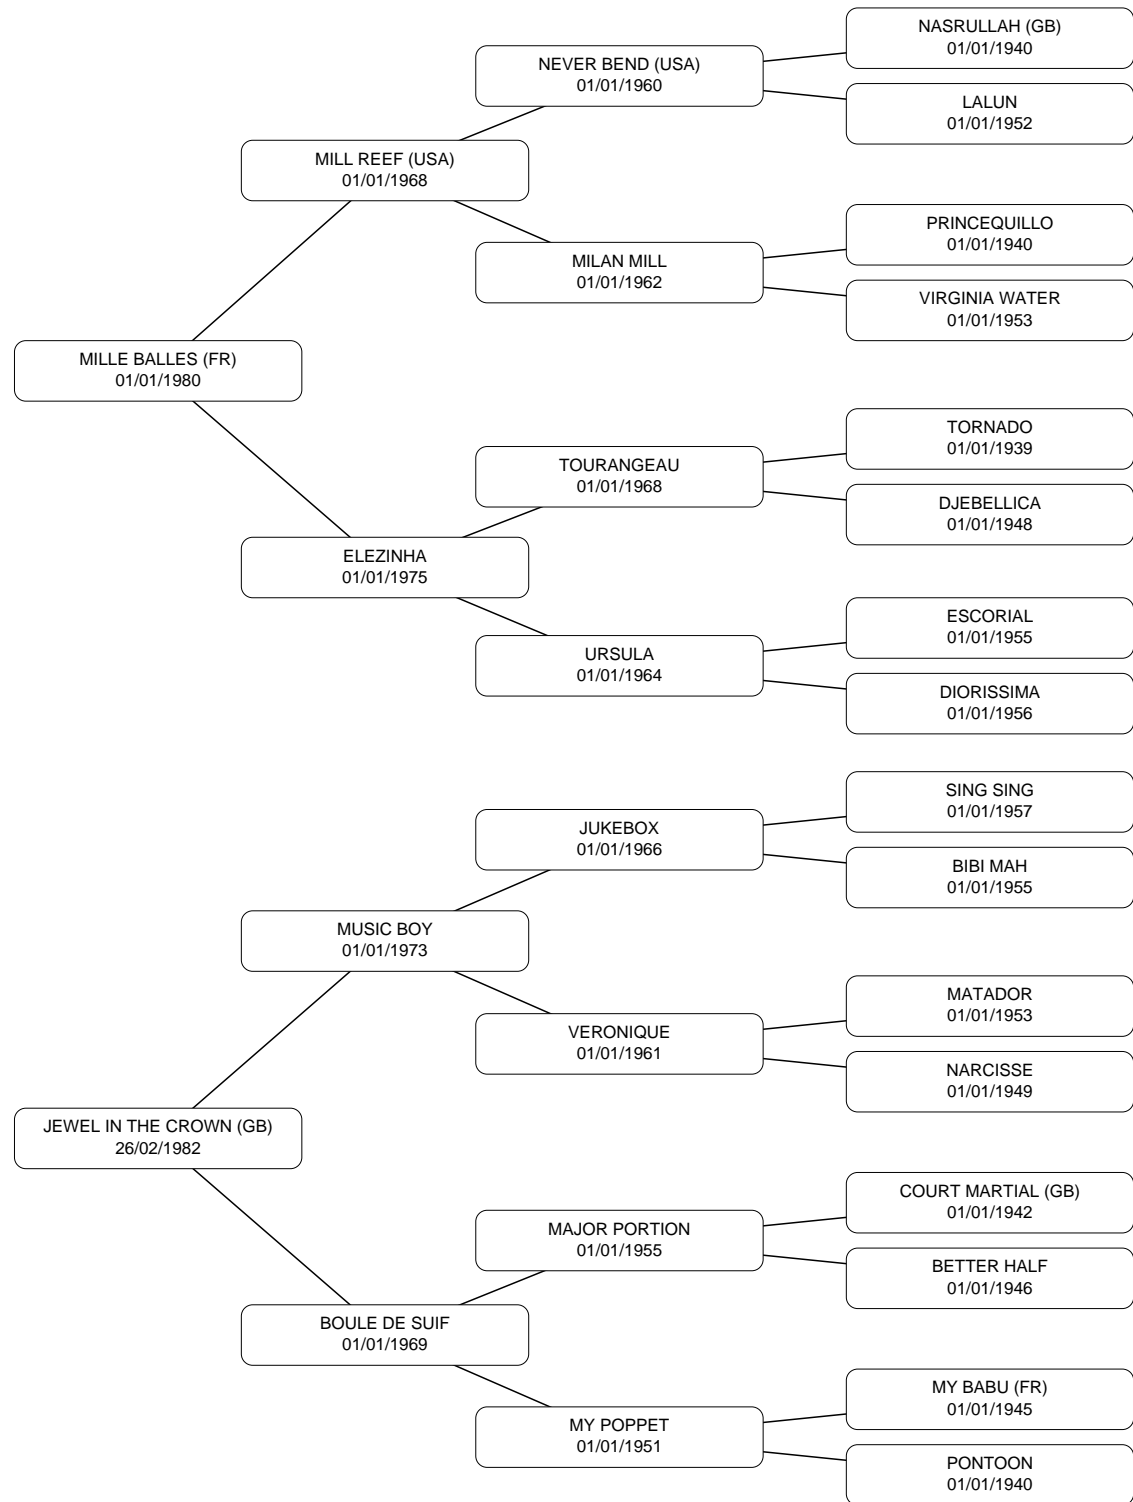 NASRULLAH (GB)
01/01/1940
NEVER BEND (USA)
01/01/1960
LALUN
01/01/1952
MILL REEF (USA)
01/01/1968
PRINCEQUILLO
01/01/1940
MILAN MILL
01/01/1962
VIRGINIA WATER
01/01/1953
MILLE BALLES (FR)
01/01/1980
TORNADO
01/01/1939
TOURANGEAU
01/01/1968
DJEBELLICA
01/01/1948
ELEZINHA
01/01/1975
ESCORIAL
01/01/1955
URSULA
01/01/1964
DIORISSIMA
01/01/1956
SING SING
01/01/1957
JUKEBOX
01/01/1966
BIBI MAH
01/01/1955
MUSIC BOY
01/01/1973
MATADOR
01/01/1953
VERONIQUE
01/01/1961
NARCISSE
01/01/1949
JEWEL IN THE CROWN (GB)
26/02/1982
COURT MARTIAL (GB)
01/01/1942
MAJOR PORTION
01/01/1955
BETTER HALF
01/01/1946
BOULE DE SUIF
01/01/1969
MY BABU (FR)
01/01/1945
MY POPPET
01/01/1951
PONTOON
01/01/1940